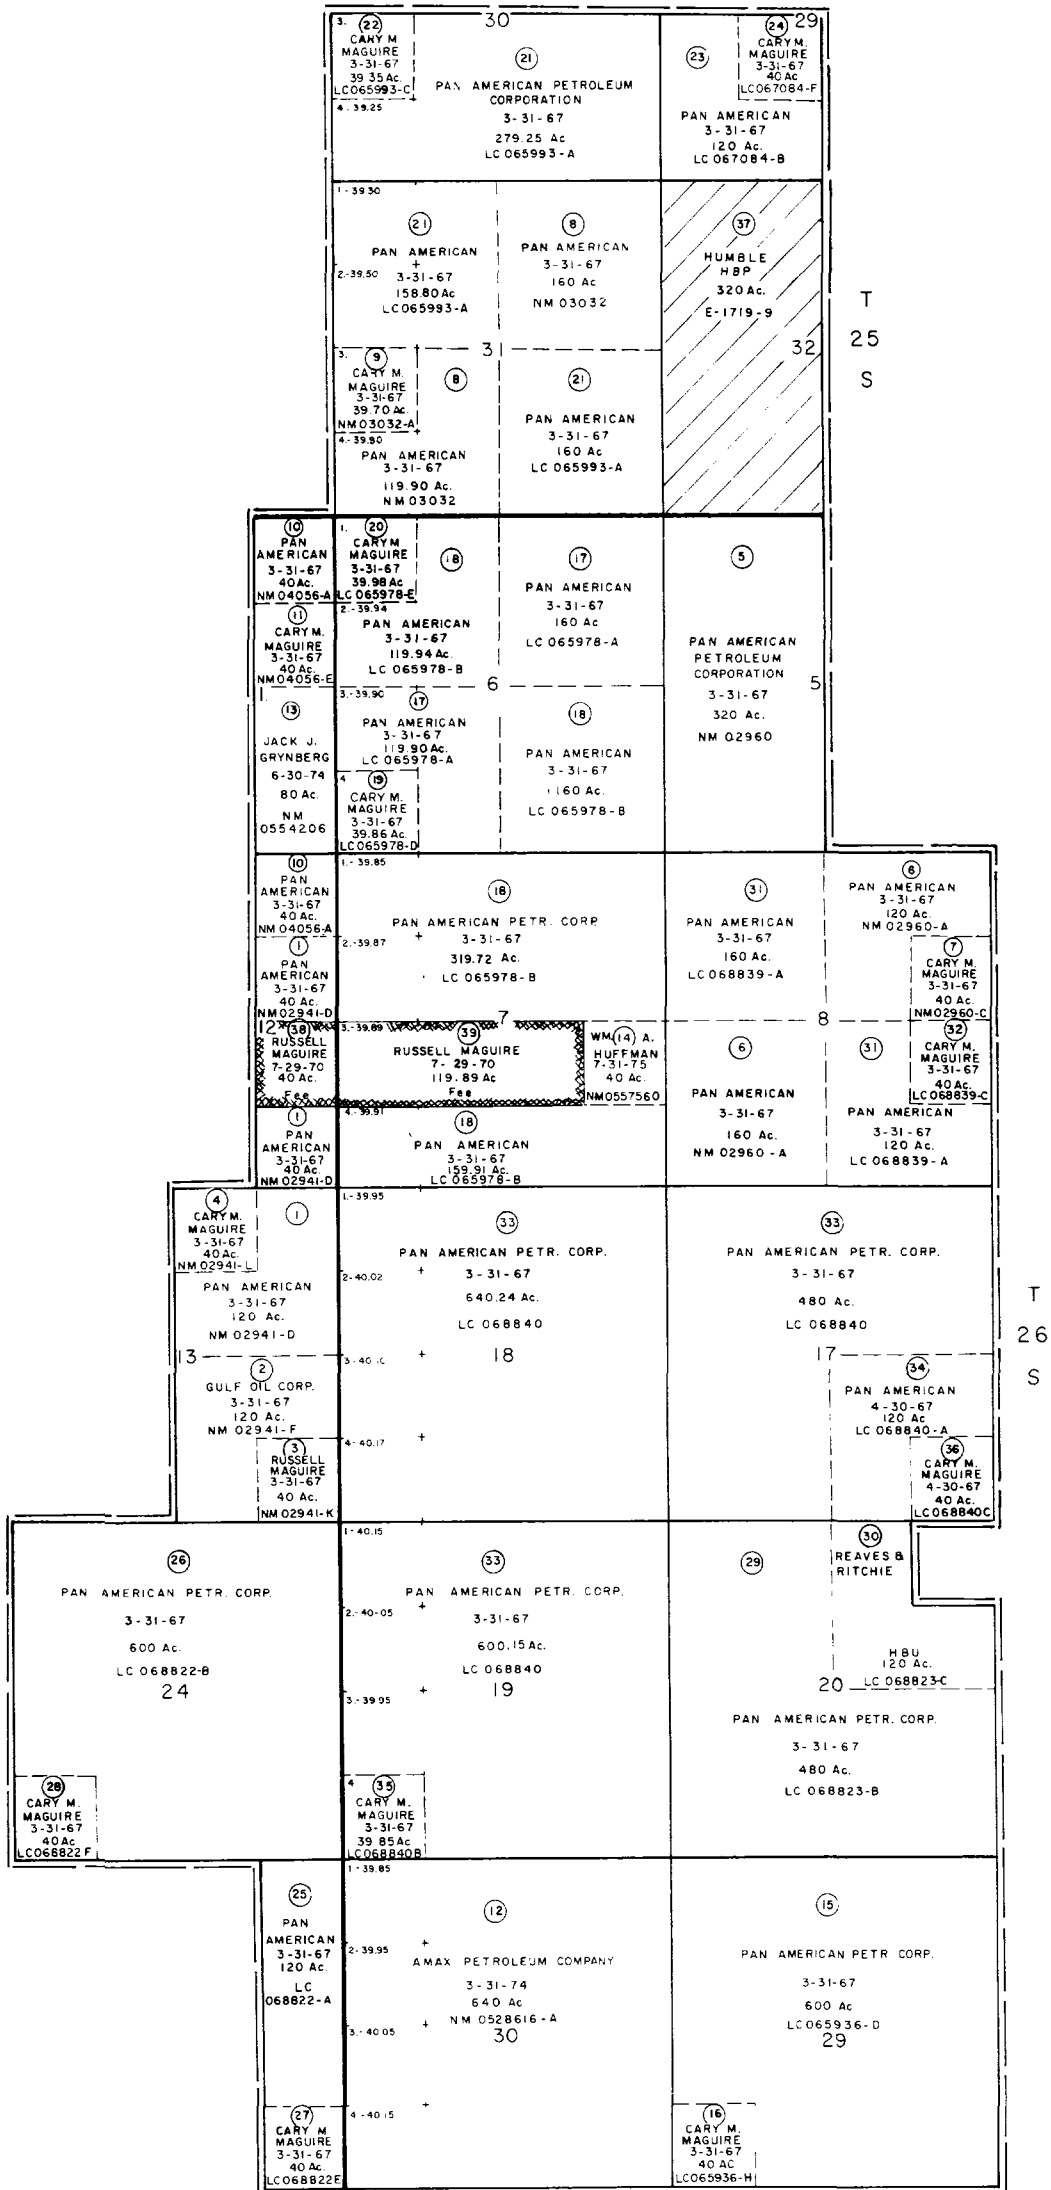 30
29
3.
22
CARY M
MAGUIRE
3-31-67
39.35 Ac.
LC065993-C
4.-39.25
21
PAN AMERICAN PETROLEUM
CORPORATION
3-31-67
279.25 Ac
LC 065993-A
23
PAN AMERICAN
3-31-67
120 Ac.
LC 067084-B
24
CARY M.
MAGUIRE
3-31-67
40 Ac
LC067084-F
1.-39.30
2.-39.50
21
PAN AMERICAN
3-31-67
158.80 Ac
LC065993-A
8
PAN AMERICAN
3-31-67
160 Ac
NM 03032
37
HUMBLE
HBP
320 Ac.
E-1719-9
32
T
25
S
3
3.
9
CARY M.
MAGUIRE
3-31-67
39.70 Ac.
NM03032-A
4.-39.90
8
PAN AMERICAN
3-31-67
119.90 Ac.
NM 03032
21
PAN AMERICAN
3-31-67
160 Ac
LC 065993-A
10
PAN
AMERICAN
3-31-67
40 Ac.
NM 04056-A
1.
20
CARY M
MAGUIRE
3-31-67
39.98 Ac
LC 065978-E
2.-39.94
18
PAN AMERICAN
3-31-67
119.94 Ac.
LC 065978-B
17
PAN AMERICAN
3-31-67
160 Ac
LC 065978-A
5
PAN AMERICAN
PETROLEUM
CORPORATION
3-31-67
320 Ac.
NM 02960
5
11
CARY M.
MAGUIRE
3-31-67
40 Ac
NM04056-E
6
1
13
JACK J.
GRYNBERG
6-30-74
80 Ac.
NM
0554206
3.-39.90
17
PAN AMERICAN
3-31-67
119.90 Ac.
LC 065978-A
4
19
CARY M.
MAGUIRE
3-31-67
39.86 Ac.
LC065978-D
18
PAN AMERICAN
3-31-67
160 Ac.
LC 065978-B
10
PAN
AMERICAN
3-31-67
40 Ac.
NM 04056-A
1.-39.85
2.-39.87
18
PAN AMERICAN PETR. CORP
3-31-67
319.72 Ac.
LC 065978-B
31
PAN AMERICAN
3-31-67
160 Ac.
LC 068839-A
6
PAN AMERICAN
3-31-67
120 Ac.
NM 02960-A
7
CARY M.
MAGUIRE
3-31-67
40 Ac.
NM02960-C
1
PAN
AMERICAN
3-31-67
40 Ac.
NM02941-D
12
38
RUSSELL
MAGUIRE
7-29-70
40 Ac.
Fee
3.-39.89
7
39
RUSSELL MAGUIRE
7-29-70
119.89 Ac
Fee
WM. 14 A.
HUFFMAN
7-31-75
40 Ac.
NM0557560
8
6
PAN AMERICAN
3-31-67
160 Ac.
NM 02960-A
31
PAN AMERICAN
3-31-67
120 Ac.
LC 068839-A
32
CARY M.
MAGUIRE
3-31-67
40 Ac.
LC068839-C
1
PAN
AMERICAN
3-31-67
40 Ac.
NM 02941-D
4.-39.91
18
PAN AMERICAN
3-31-67
159.91 Ac.
LC 065978-B
4
CARY M.
MAGUIRE
3-31-67
40 Ac.
NM 02941-L
1
PAN AMERICAN
3-31-67
120 Ac.
NM 02941-D
1.-39.95
2-40.02
33
PAN AMERICAN PETR. CORP.
3-31-67
640.24 Ac.
LC 068840
18
33
PAN AMERICAN PETR. CORP.
3-31-67
480 Ac.
LC 068840
17
T
26
S
13
2
GULF OIL CORP.
3-31-67
120 Ac.
NM 02941-F
3
RUSSELL
MAGUIRE
3-31-67
40 Ac.
NM 02941-K
4-40.17
34
PAN AMERICAN
4-30-67
120 Ac
LC 068840-A
36
CARY M.
MAGUIRE
4-30-67
40 Ac.
LC 068840C
26
PAN AMERICAN PETR. CORP.
3-31-67
600 Ac.
LC 068822-B
24
28
CARY M.
MAGUIRE
3-31-67
40 Ac
LC068822F
1-40.15
2.-40.05
3.-39.95
33
PAN AMERICAN PETR. CORP.
3-31-67
600.15 Ac.
LC 068840
19
4
35
CARY M.
MAGUIRE
3-31-67
39 85 Ac
LC068840B
29
30
REAVES &
RITCHIE
HBU
120 Ac.
LC 068823-C
20
PAN AMERICAN PETR. CORP.
3-31-67
480 Ac.
LC 068823-B
25
PAN
AMERICAN
3-31-67
120 Ac.
LC
068822-A
27
CARY M
MAGUIRE
3-31-67
40 Ac.
LC068822E
1-39.85
2-39.95
3.-40.05
4-40.15
12
AMAX PETROLEUM COMPANY
3-31-74
640 Ac
NM 0528616-A
30
15
PAN AMERICAN PETR CORP.
3-31-67
600 Ac
LC065936-D
29
16
CARY M.
MAGUIRE
3-31-67
40 AC
LC065936-H